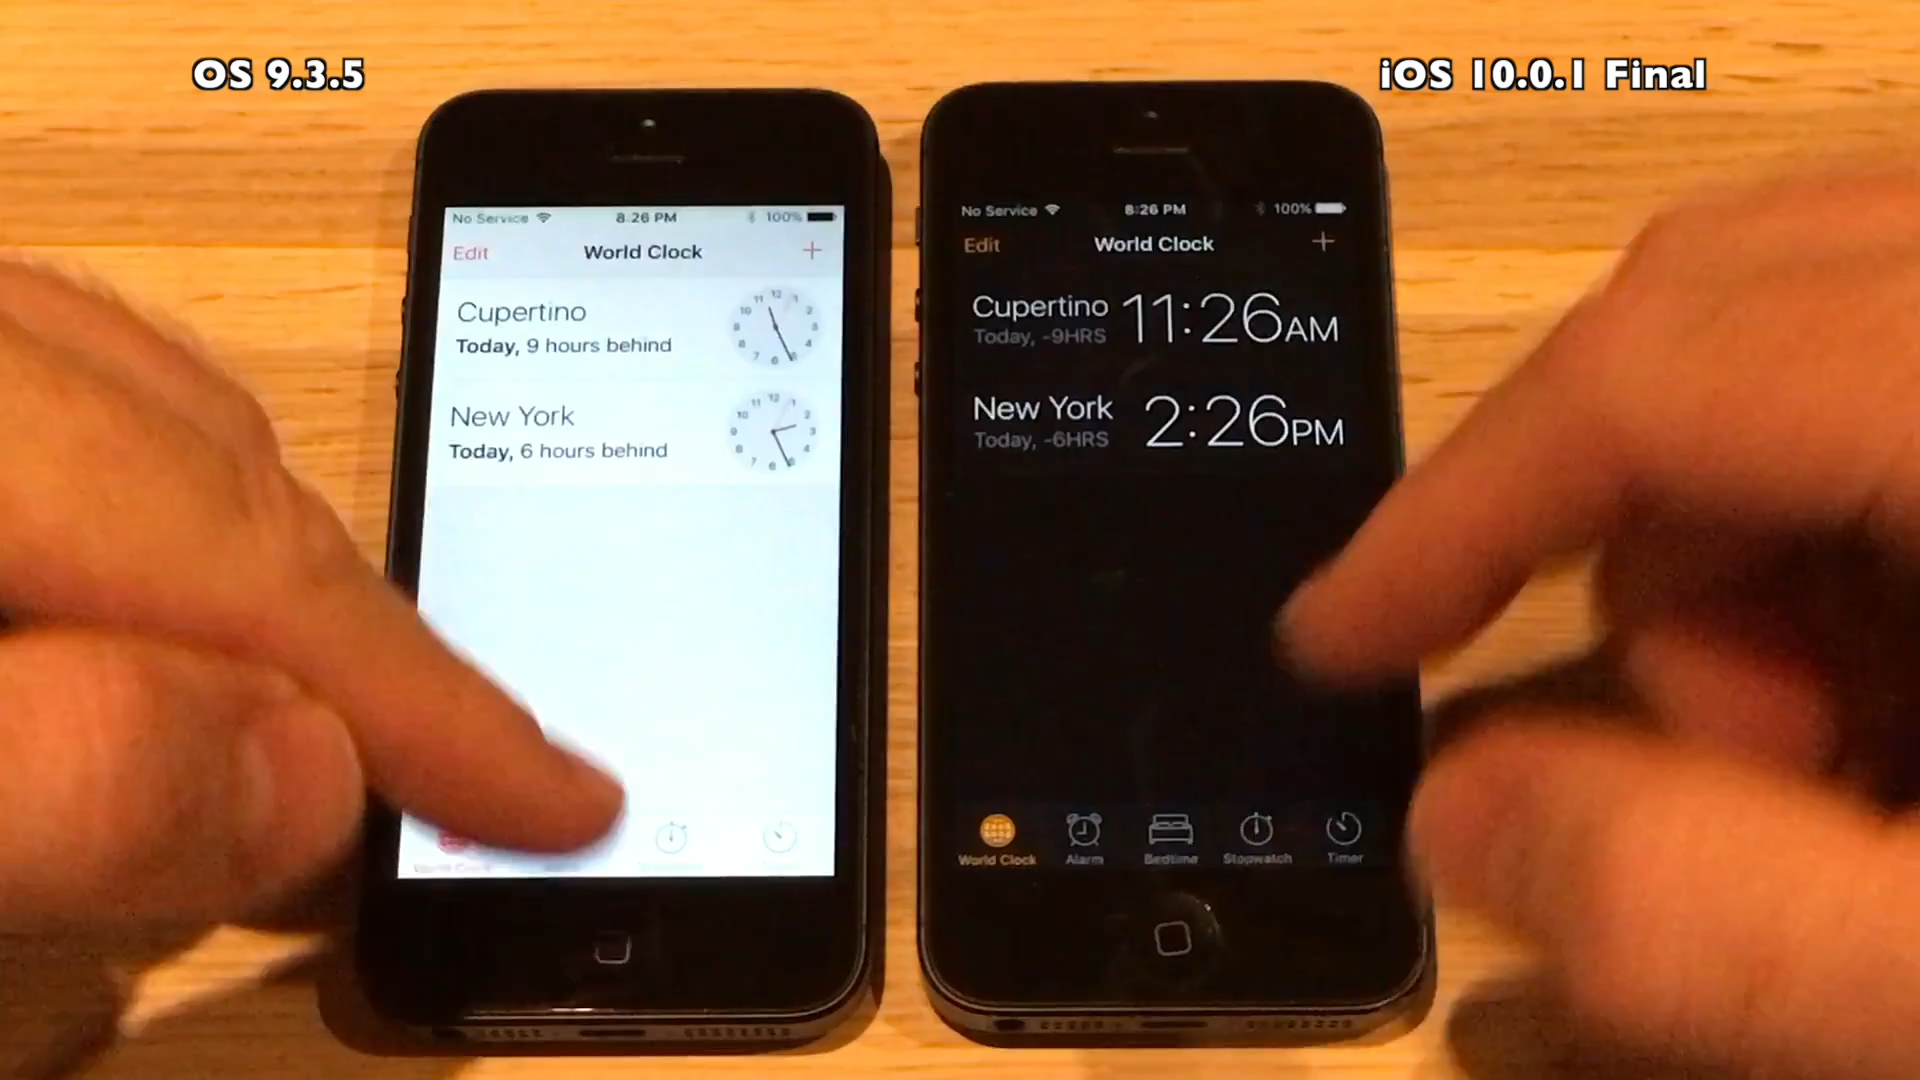 OS 9.3.5
iOS 10.0.1 Final
No Service 8:26 PM 100%
Edit World Clock +
Cupertino
Today, 9 hours behind
New York
Today, 6 hours behind
No Service 8:26 PM 100%
Edit World Clock +
Cupertino 11:26AM
Today, -9HRS
New York 2:26PM
Today, -6HRS
World Clock Alarm Bedtime Stopwatch Timer